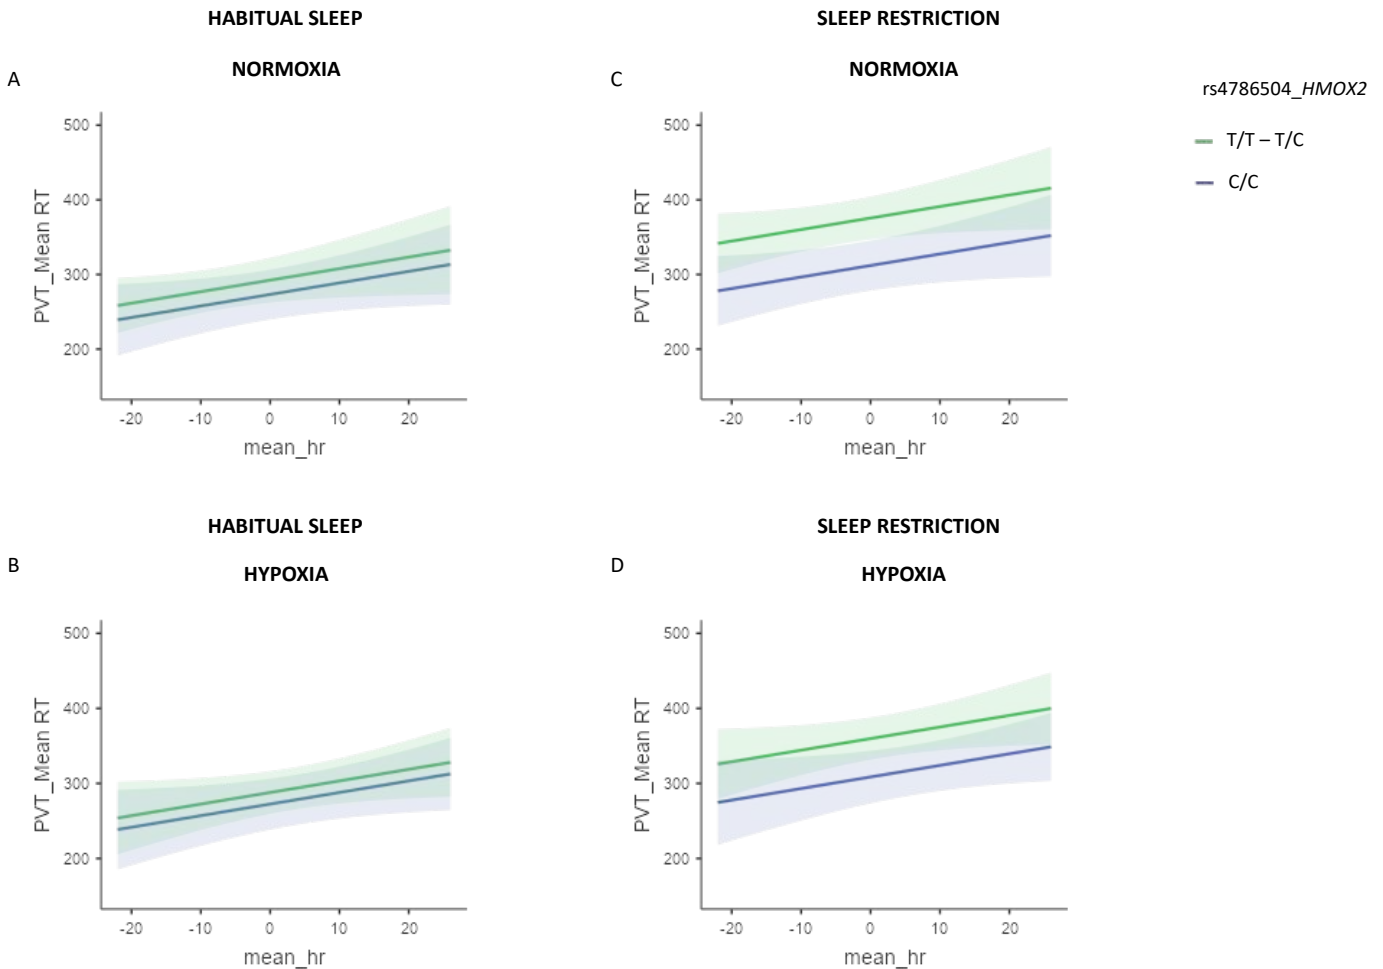 HABITUAL SLEEP
NORMOXIA
A
500
400
300
200
PVT_Mean RT
-20 -10 0 10 20
mean_hr
SLEEP RESTRICTION
NORMOXIA
C
500
400
300
200
PVT_Mean RT
-20 -10 0 10 20
mean_hr
rs4786504_HMOX2
T/T – T/C
C/C
HABITUAL SLEEP
HYPOXIA
B
500
400
300
200
PVT_Mean RT
-20 -10 0 10 20
mean_hr
SLEEP RESTRICTION
HYPOXIA
D
500
400
300
200
PVT_Mean RT
-20 -10 0 10 20
mean_hr